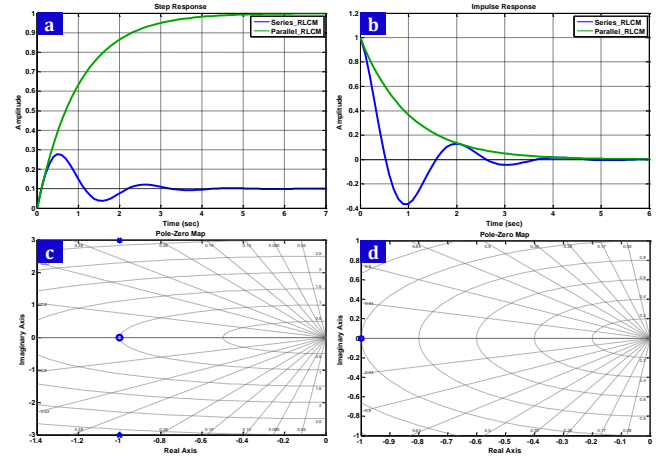 Step Response
a
Series_RLCM
Parallel_RLCM
1
0.9
0.8
0.7
0.6
0.5
0.4
0.3
0.2
0.1
0
Amplitude
0 1 2 3 4 5 6 7
Time (sec)
Impulse Response
b
Series_RLCM
Parallel_RLCM
1.2
1
0.8
0.6
0.4
0.2
0
-0.2
-0.4
Amplitude
0 1 2 3 4 5 6
Time (sec)
Pole-Zero Map
c
3
2
1
0
-1
-2
-3
Imaginary Axis
-1.4 -1.2 -1 -0.8 -0.6 -0.4 -0.2 0
Real Axis
Pole-Zero Map
d
1
0.8
0.6
0.4
0.2
0
-0.2
-0.4
-0.6
-0.8
-1
Imaginary Axis
-1 -0.9 -0.8 -0.7 -0.6 -0.5 -0.4 -0.3 -0.2 -0.1 0
Real Axis